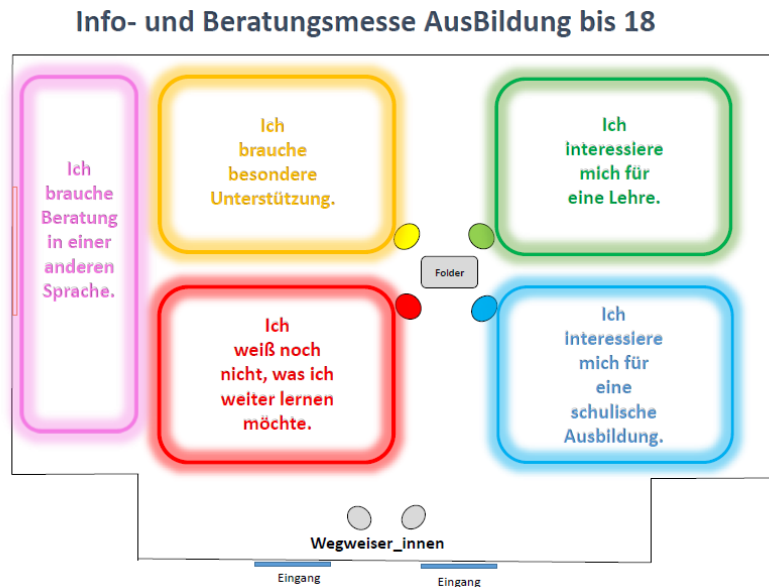 Info- und Beratungsmesse AusBildung bis 18
Ich
brauche
Beratung
in einer
anderen
Sprache.
Ich
brauche
besondere
Unterstützung.
Ich
interessiere
mich für
eine Lehre.
Folder
Ich
weiß noch
nicht, was ich
weiter lernen
möchte.
Ich
interessiere
mich für
eine
schulische
Ausbildung.
Wegweiser_innen
Eingang
Eingang